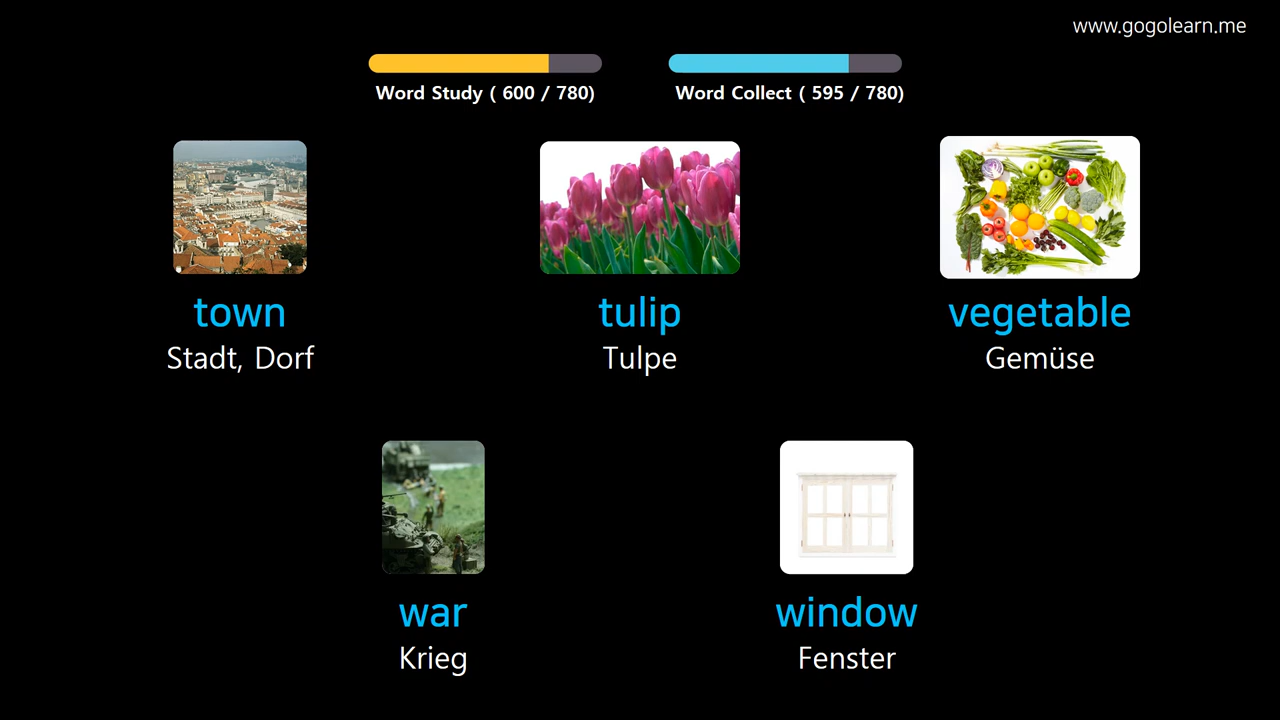 www.gogolearn.me
Word Study ( 600 / 780)
Word Collect ( 595 / 780)
town
Stadt, Dorf
tulip
Tulpe
vegetable
Gemüse
war
Krieg
window
Fenster